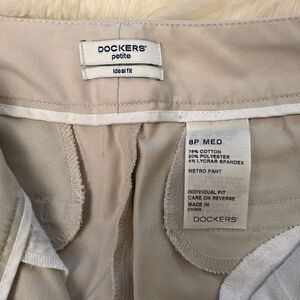 DOCKERS®
petite
ideal fit
8P MED
76% COTTON
20% POLYESTER
4% LYCRA® SPANDEX
METRO PANT
INDIVIDUAL FIT
CARE ON REVERSE
MADE IN
CHINA
DOCKERS®